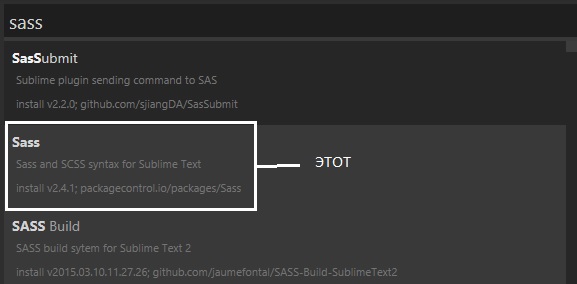 sass
SasSubmit
Sublime plugin sending command to SAS
install v2.2.0; github.com/sjiangDA/SasSubmit
Sass
Sass and SCSS syntax for Sublime Text
install v2.4.1; packagecontrol.io/packages/Sass
ЭТОТ
SASS Build
SASS build sytem for Sublime Text 2
install v2015.03.10.11.27.26; github.com/jaumefontal/SASS-Build-SublimeText2